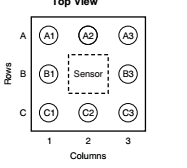 Top View
A A1 A2 A3
Rows B B1 Sensor B3
C C1 C2 C3
1 2 3
Columns